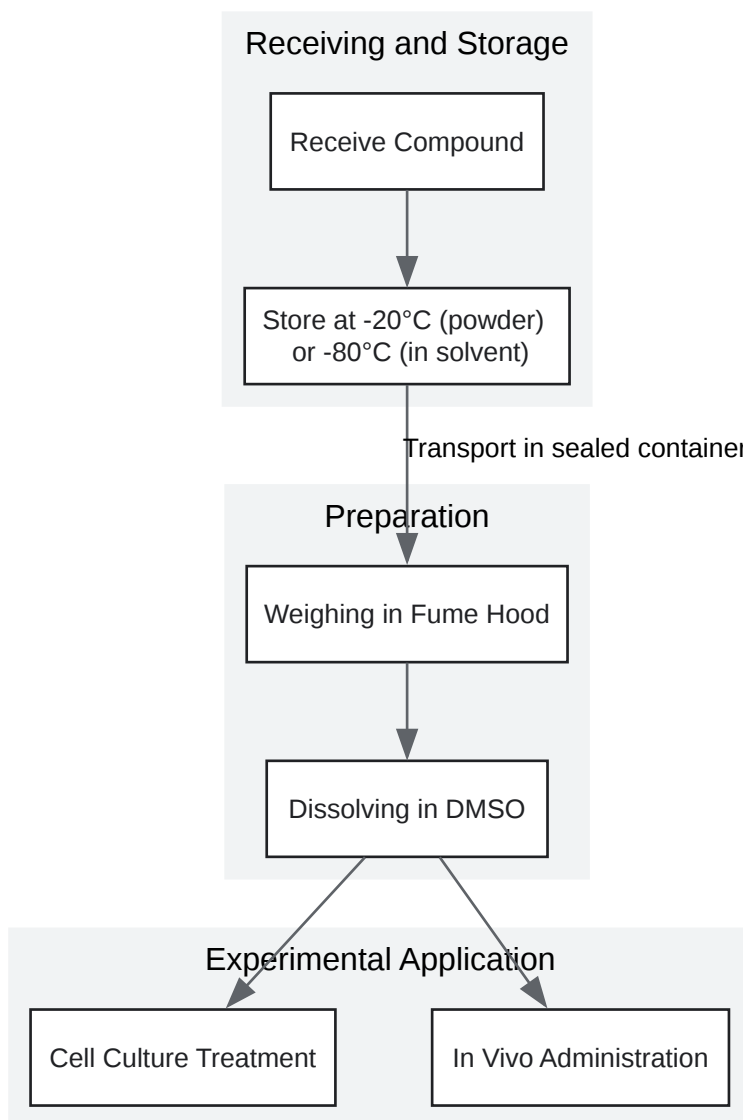 Receiving and Storage
Receive Compound
Store at -20°C (powder)
or -80°C (in solvent)
Transport in sealed container
Preparation
Weighing in Fume Hood
Dissolving in DMSO
Experimental Application
Cell Culture Treatment
In Vivo Administration